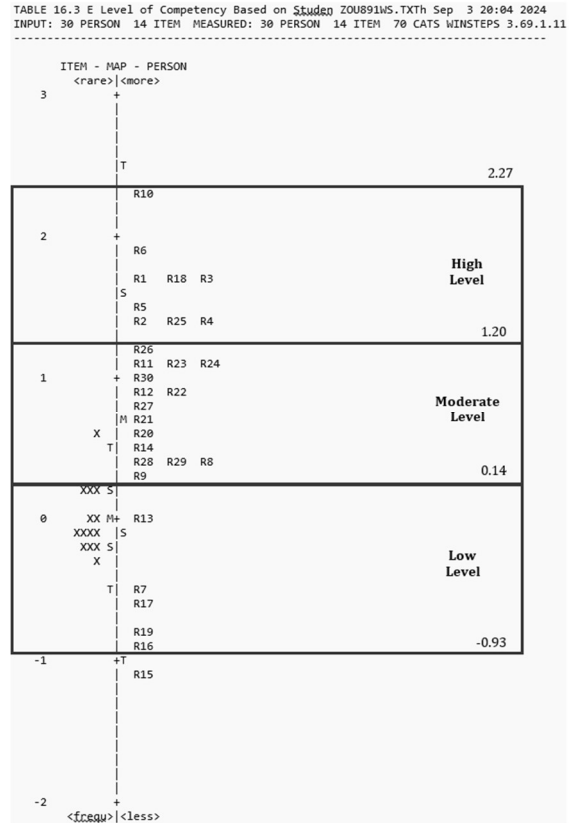 TABLE 16.3 E Level of Competency Based on Studen ZOU891WS.TXTh Sep 3 20:04 2024
INPUT: 30 PERSON 14 ITEM MEASURED: 30 PERSON 14 ITEM 70 CATS WINSTEPS 3.69.1.11
--------------------------------------------------------------------------------
ITEM - MAP - PERSON
<rare>|<more>
3 +
|
|
|
|
|T
2.27
| R10
|
|
2 +
| R6
|
| R1 R18 R3
High
Level
|S
| R5
| R2 R25 R4
1.20
| R26
| R11 R23 R24
1 + R30
| R12 R22
| R27
Moderate
Level
|M R21
X | R20
T| R14
| R28 R29 R8
0.14
| R9
XXX S|
|
0 XX M+ R13
XXXX |S
XXX S|
X |
Low
Level
|
T| R7
| R17
|
| R19
| R16
-0.93
-1 +T
| R15
|
|
|
|
|
|
|
|
-2 +
<frequ>|<less>